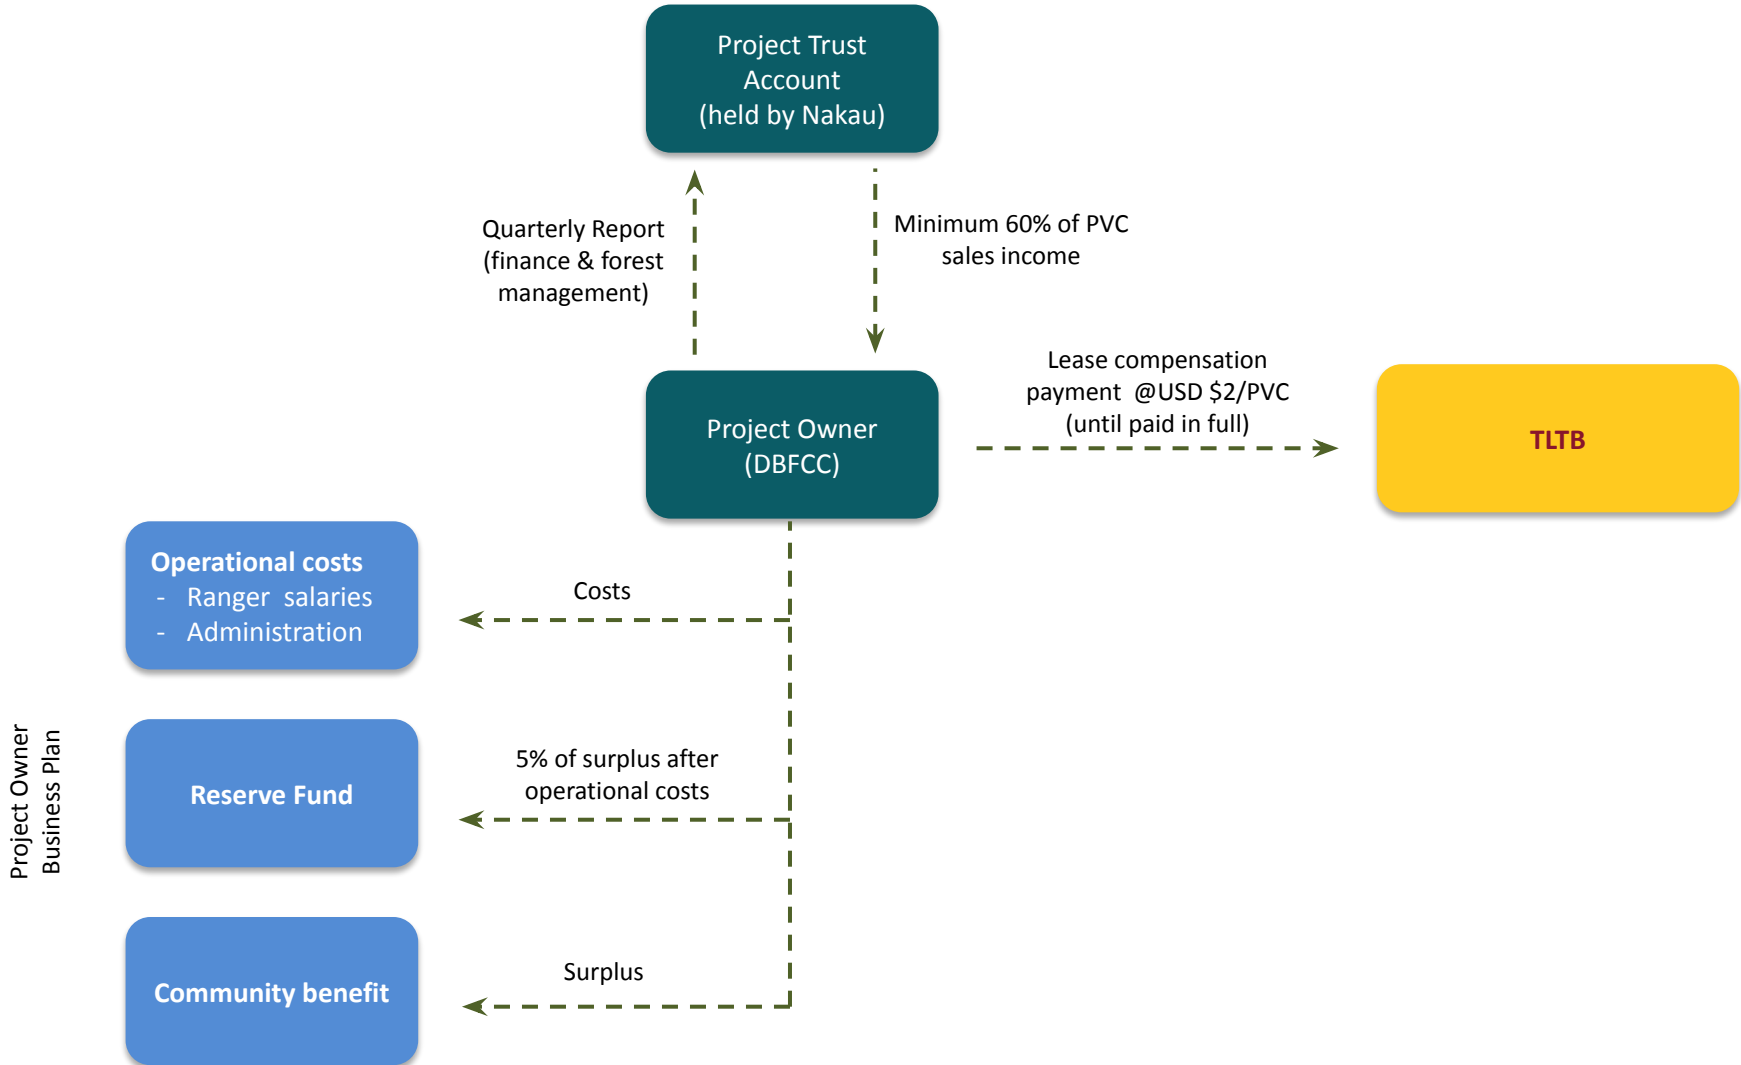 Project Trust
Account
(held by Nakau)
Quarterly Report
(finance & forest
management)
Minimum 60% of PVC
sales income
Project Owner
(DBFCC)
Lease compensation
payment @USD $2/PVC
(until paid in full)
TLTB
Operational costs
- Ranger salaries
- Administration
Costs
Project Owner
Business Plan
Reserve Fund
5% of surplus after
operational costs
Community benefit
Surplus